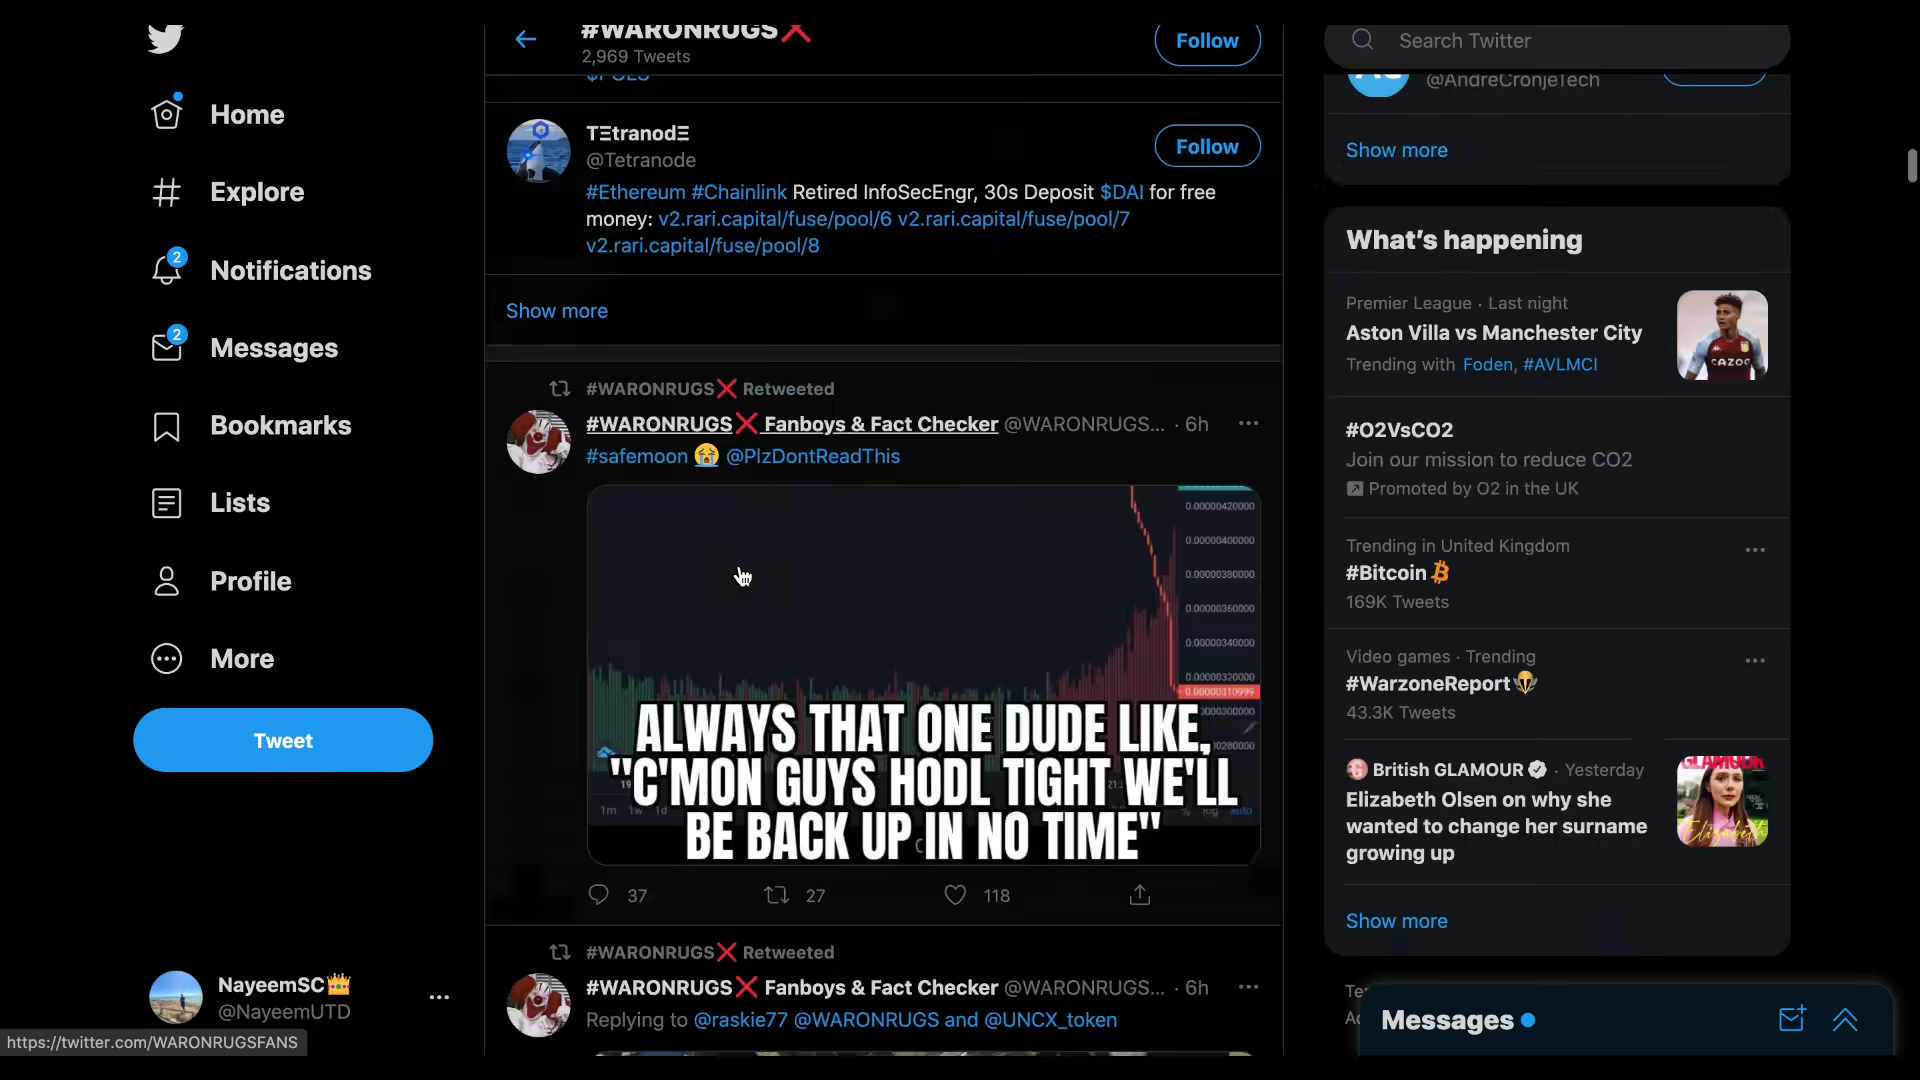 Home
Explore
2
Notifications
2
Messages
Bookmarks
Lists
Profile
More
Tweet
NayeemSC
@NayeemUTD
https://twitter.com/WARONRUGSFANS
#WARONRUGS❌
2,969 Tweets
Follow
TΞtranodΞ
@Tetranode
Follow
#Ethereum #Chainlink Retired InfoSecEngr, 30s Deposit $DAI for free
money: v2.rari.capital/fuse/pool/6 v2.rari.capital/fuse/pool/7
v2.rari.capital/fuse/pool/8
Show more
#WARONRUGS❌ Retweeted
#WARONRUGS❌ Fanboys & Fact Checker @WARONRUGS... · 6h
#safemoon 😭 @PlzDontReadThis
0.00000420000
0.00000400000
0.00000380000
0.00000360000
0.00000340000
0.00000320000
0.00000310999
ALWAYS THAT ONE DUDE LIKE,
"C'MON GUYS HODL TIGHT WE'LL
BE BACK UP IN NO TIME"
37
27
118
#WARONRUGS❌ Retweeted
#WARONRUGS❌ Fanboys & Fact Checker @WARONRUGS... · 6h
Replying to @raskie77 @WARONRUGS and @UNCX_token
Search Twitter
@AndreCronjeTech
Show more
What's happening
Premier League · Last night
Aston Villa vs Manchester City
Trending with Foden, #AVLMCI
#O2VsCO2
Join our mission to reduce CO2
Promoted by O2 in the UK
Trending in United Kingdom
#Bitcoin
169K Tweets
Video games · Trending
#WarzoneReport
43.3K Tweets
British GLAMOUR · Yesterday
Elizabeth Olsen on why she
wanted to change her surname
growing up
Show more
Messages